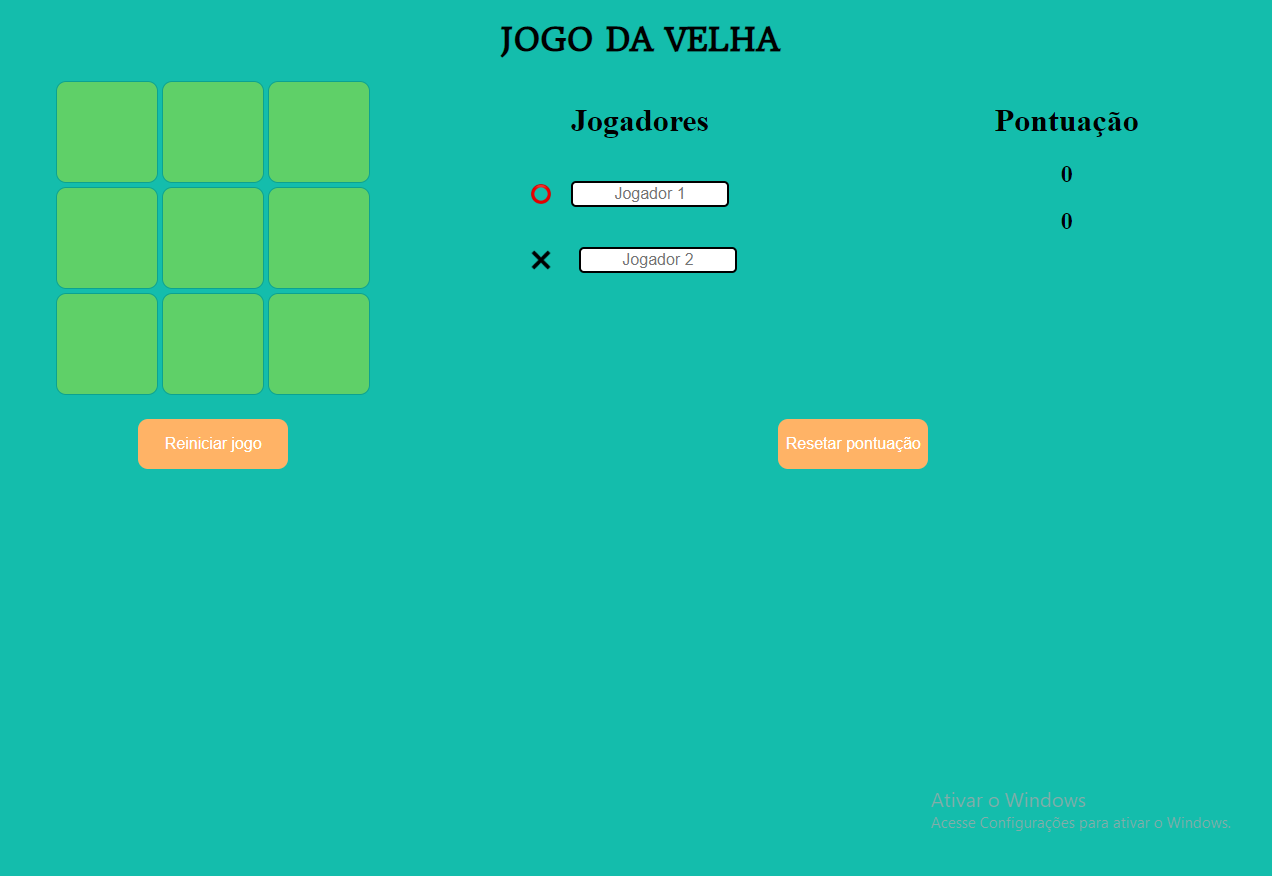 JOGO DA VELHA
Jogadores
Pontuação
Jogador 1
0
Jogador 2
0
Reiniciar jogo
Resetar pontuação
Ativar o Windows
Acesse Configurações para ativar o Windows.